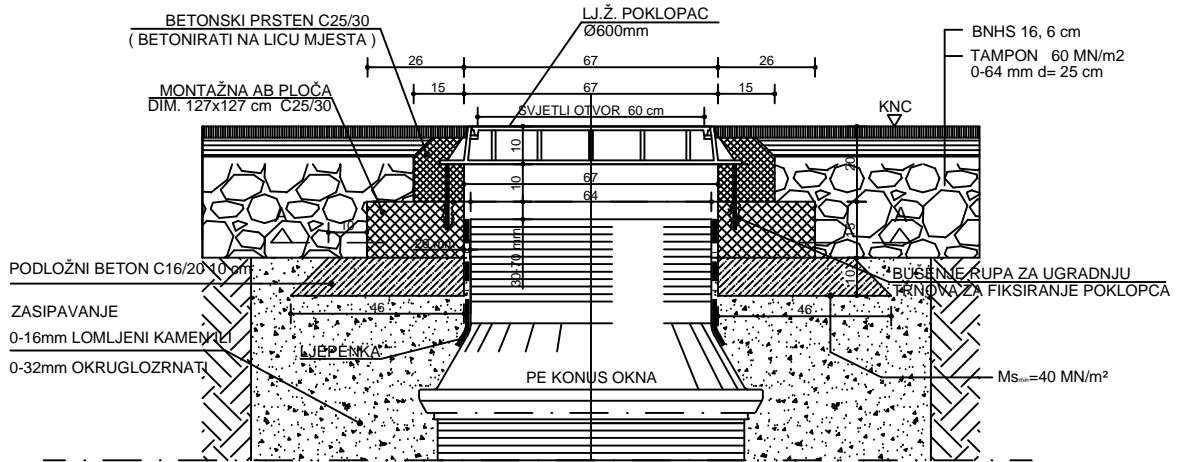 BETONSKI PRSTEN C25/30
( BETONIRATI NA LICU MJESTA )
LJ.Ž. POKLOPAC
Ø600mm
BNHS 16, 6 cm
TAMPON 60 MN/m2
0-64 mm d= 25 cm
26
67
26
MONTAŽNA AB PLOČA
DIM. 127x127 cm C25/30
15
67
15
SVJETLI OTVOR 60 cm
KNC
10
20
10
67
64
10
15
30-70 mm
10
PODLOŽNI BETON C16/20 10 cm
BUŠENJE RUPA ZA UGRADNJU
TRNOVA ZA FIKSIRANJE POKLOPCA
46
46
ZASIPAVANJE
0-16mm LOMLJENI KAMEN ILI
0-32mm OKRUGLOZRNATI
LJEPENKA
PE KONUS OKNA
Msmin=40 MN/m²